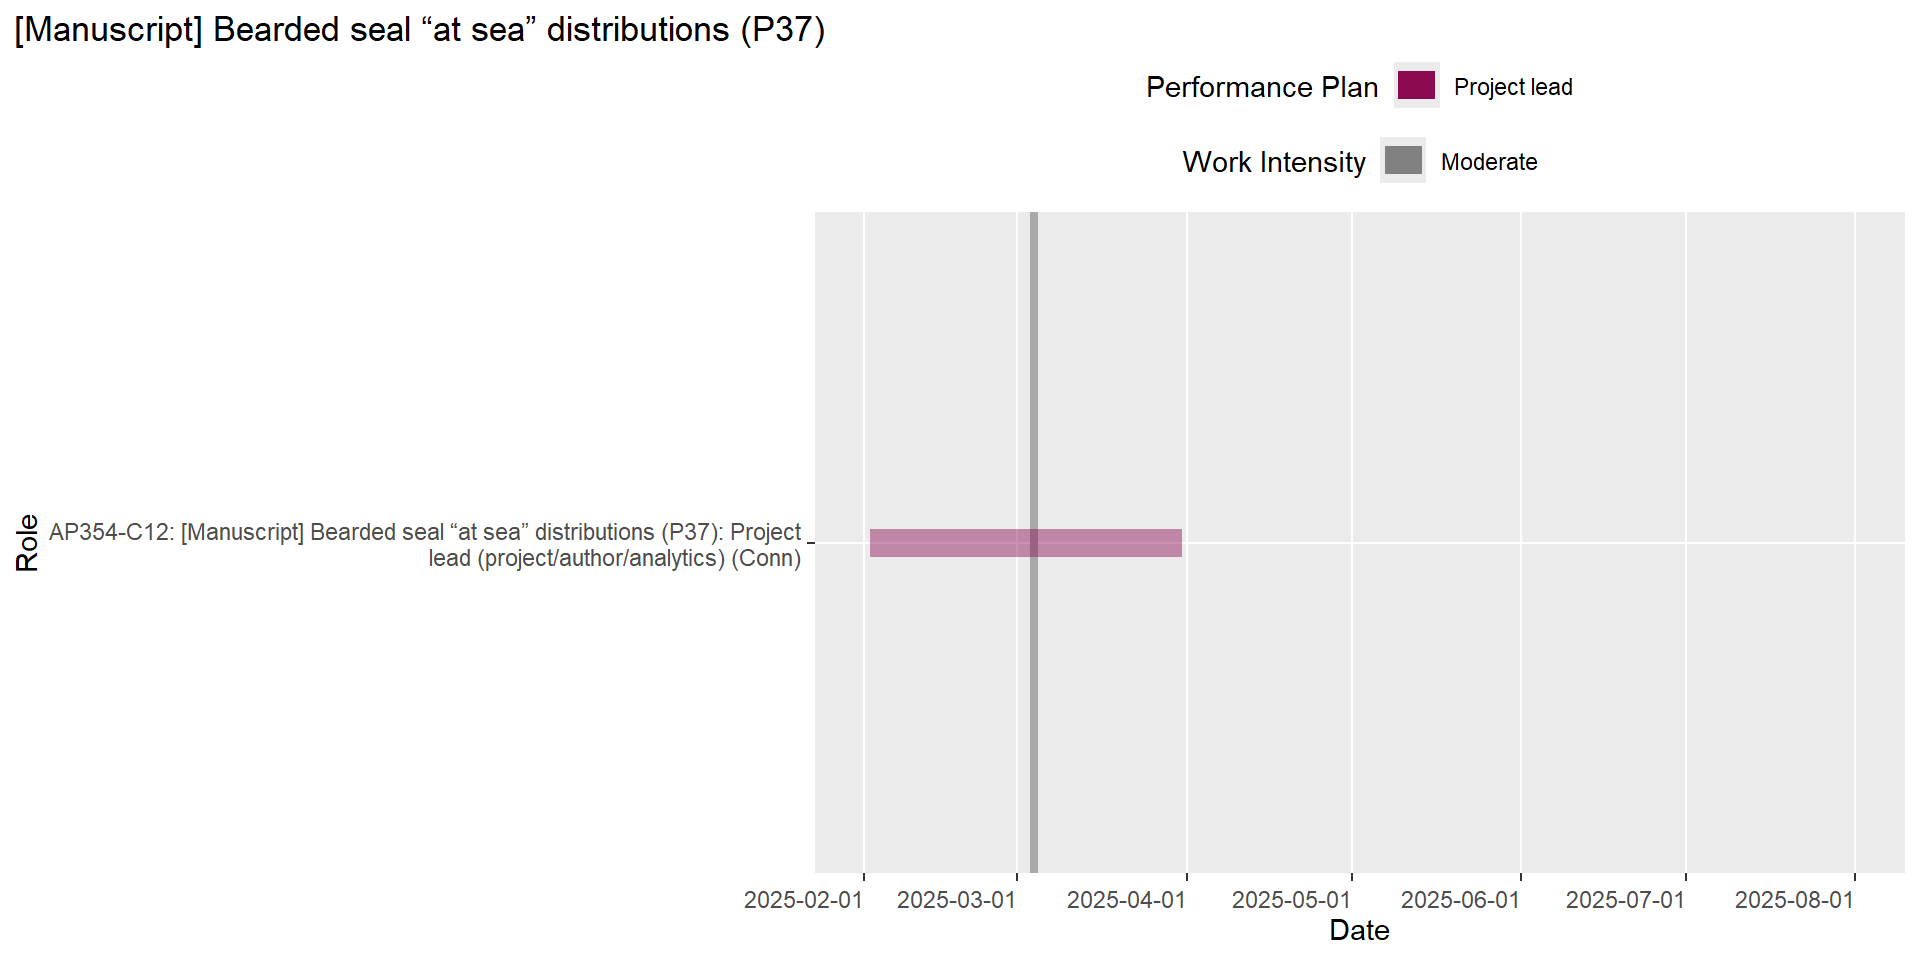 [Manuscript] Bearded seal “at sea” distributions (P37)
Performance Plan
Project lead
Work Intensity
Moderate
Role
AP354-C12: [Manuscript] Bearded seal “at sea” distributions (P37): Project
lead (project/author/analytics) (Conn)
2025-02-01
2025-03-01
2025-04-01
2025-05-01
2025-06-01
2025-07-01
2025-08-01
Date